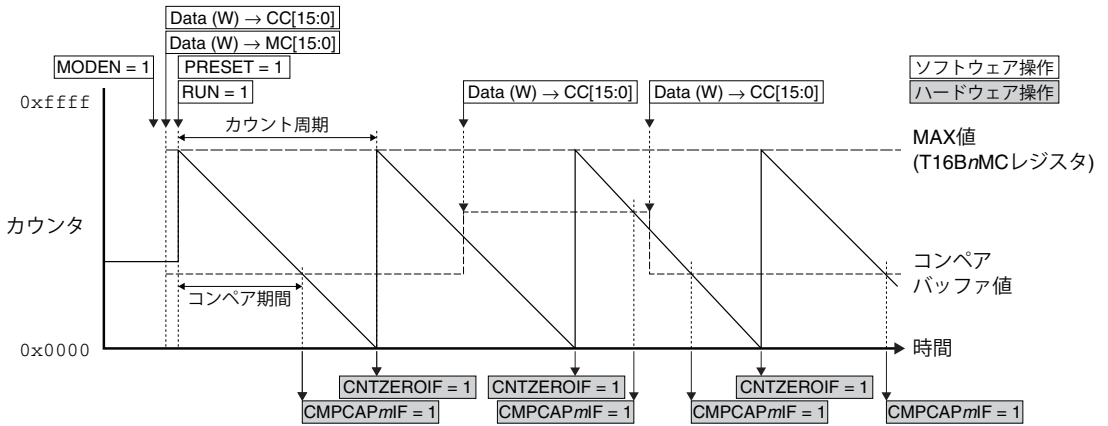 Data (W) → CC[15:0]
Data (W) → MC[15:0]
MODEN = 1
PRESET = 1
RUN = 1
Data (W) → CC[15:0]
Data (W) → CC[15:0]
ソフトウェア操作
ハードウェア操作
0xffff
カウント周期
MAX値
(T16BnMCレジスタ)
カウンタ
コンペア
バッファ値
コンペア期間
0x0000
時間
CNTZEROIF = 1
CNTZEROIF = 1
CNTZEROIF = 1
CMPCAPmIF = 1
CMPCAPmIF = 1
CMPCAPmIF = 1
CMPCAPmIF = 1